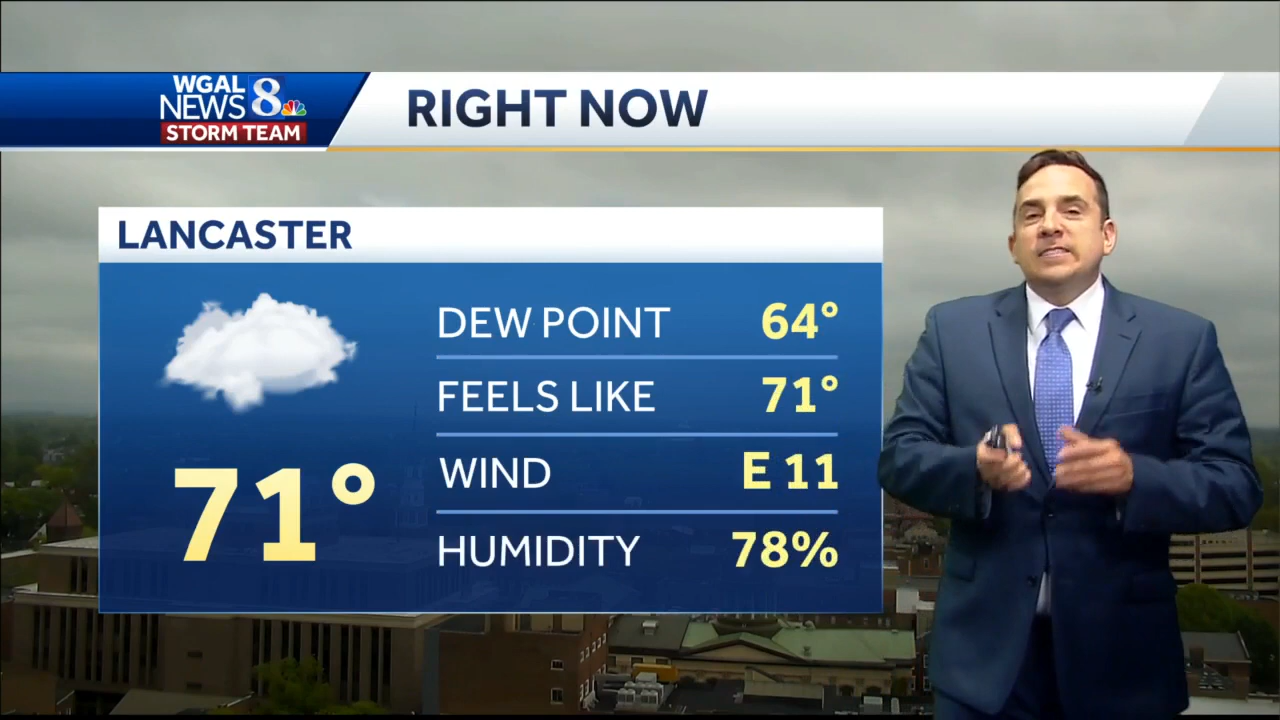 WGAL
NEWS 8
STORM TEAM
RIGHT NOW
LANCASTER
71°
DEW POINT 64°
FEELS LIKE 71°
WIND E 11
HUMIDITY 78%